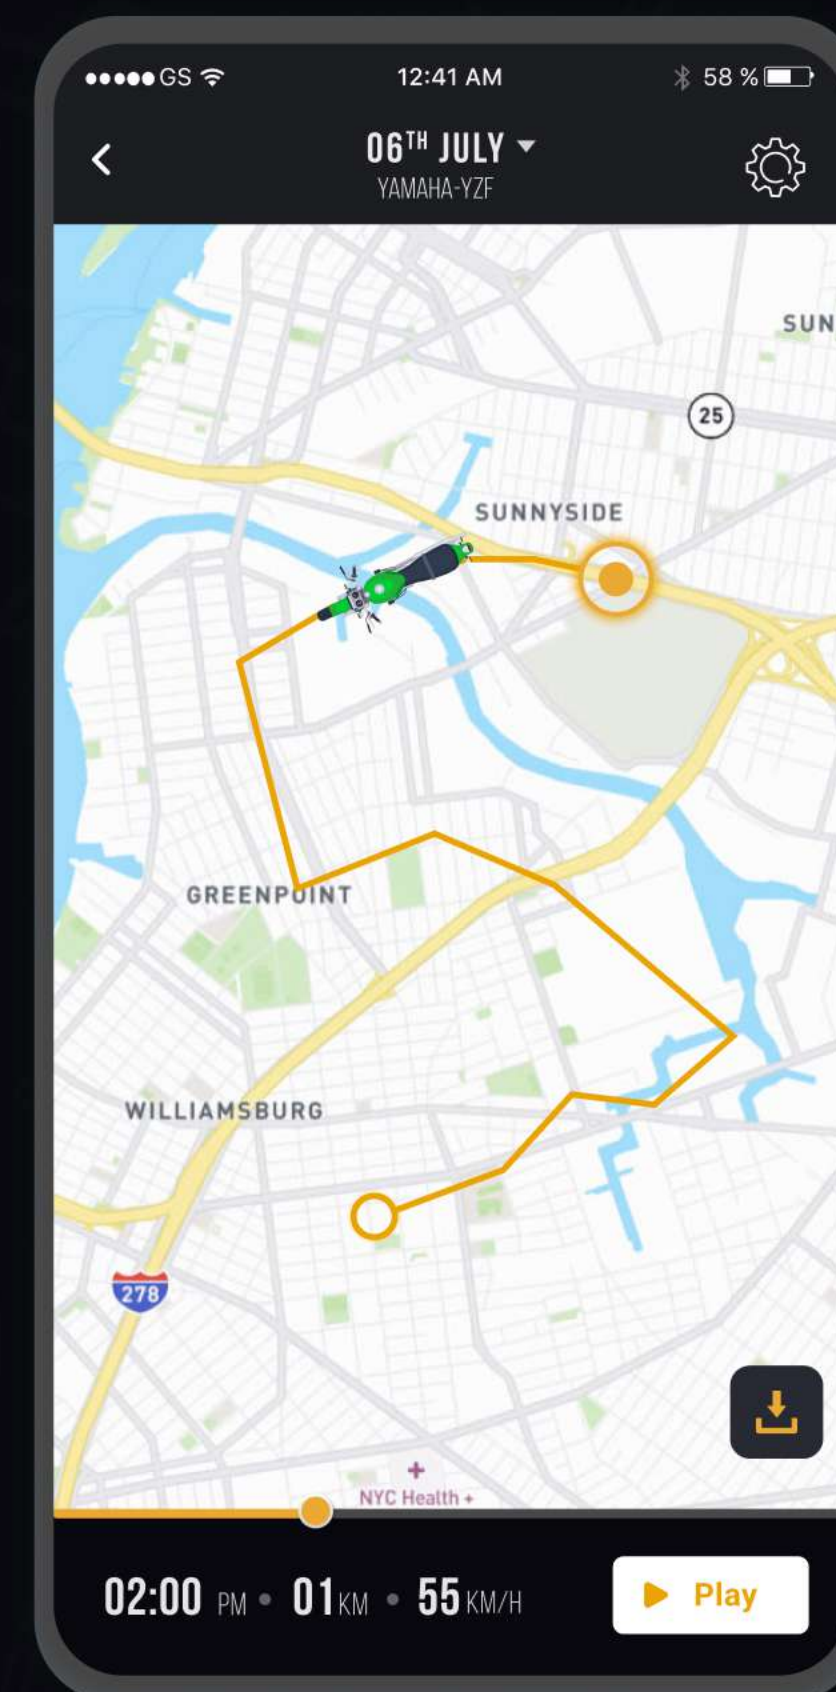 GS 12:41 AM 58 %
06TH JULY
YAMAHA-YZF
SUN
25
SUNNYSIDE
GREENPOINT
WILLIAMSBURG
278
NYC Health +
02:00 PM • 01 KM • 55 KM/H
Play